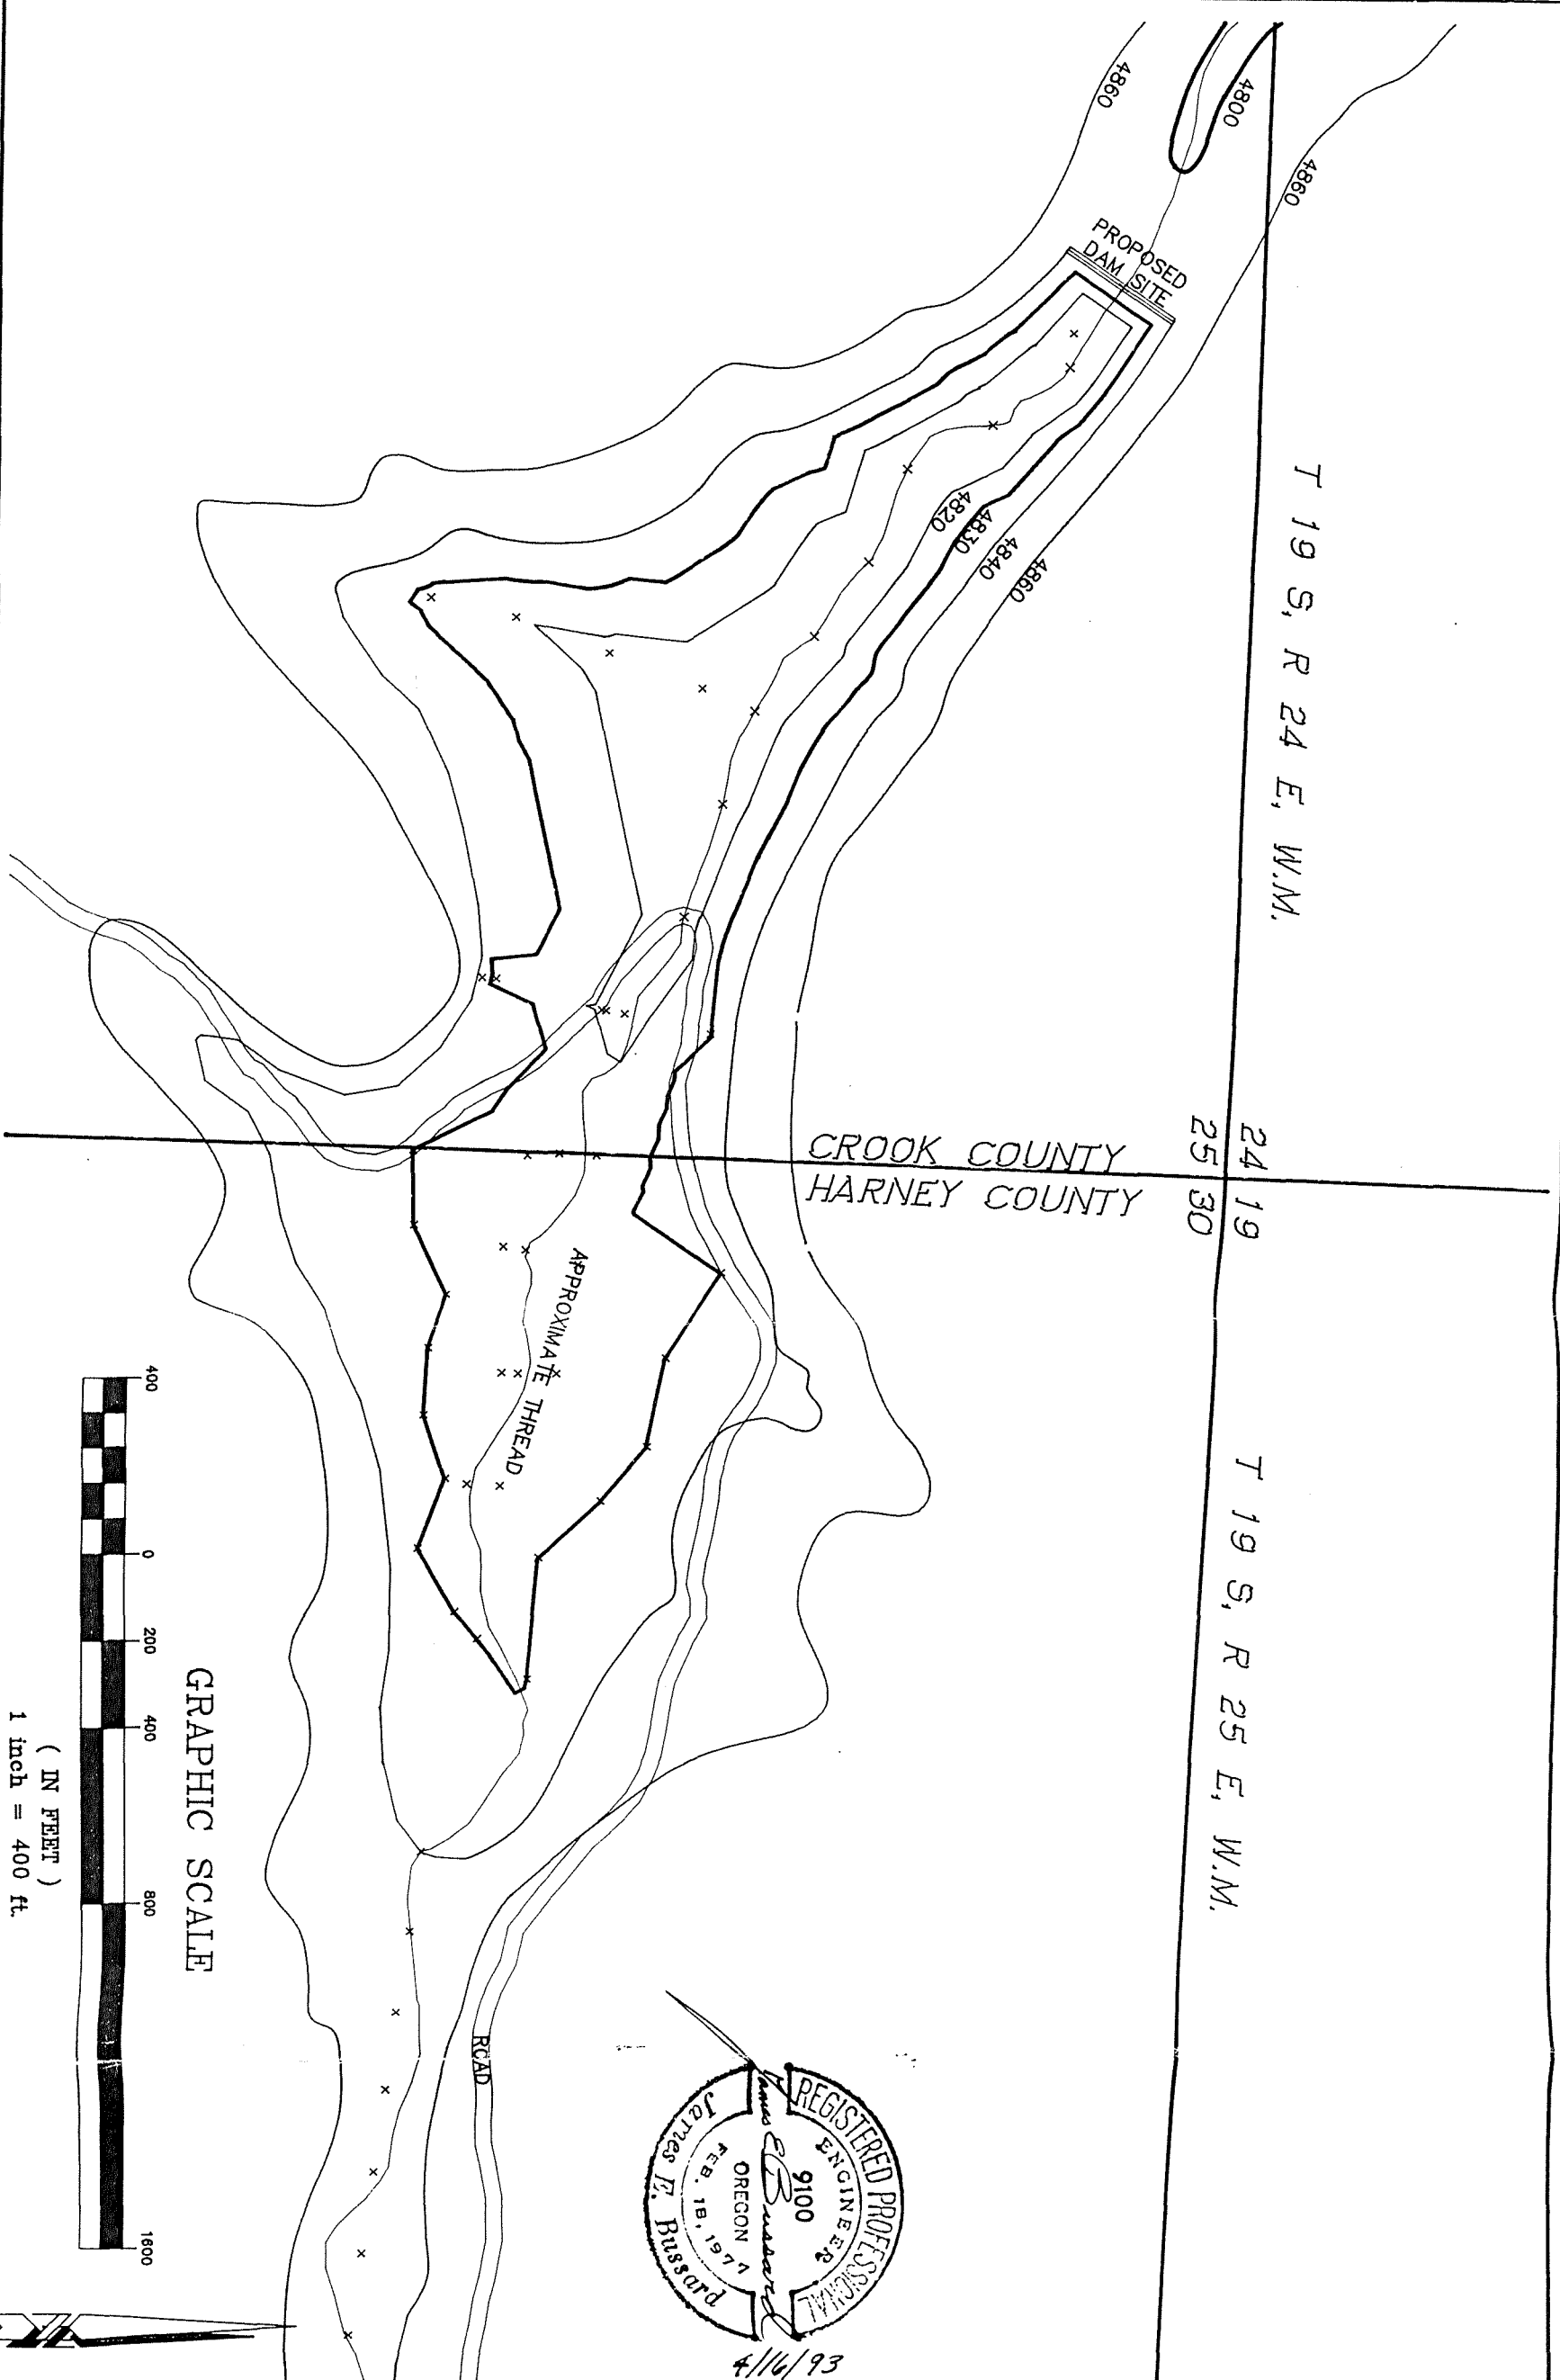 4860
4800
4860
PROPOSED
DAM SITE
T 19 S, R 24 E, W.M.
4820
4830
4840
4860
CROOK COUNTY
HARNEY COUNTY
24 19
25 30
APPROXIMATE THREAD
T 19 S, R 25 E, W.M.
ROAD
GRAPHIC SCALE
400 0 200 400 800 1600
( IN FEET )
1 inch = 400 ft.
REGISTERED PROFESSIONAL
ENGINEER
9100
James E Bussard
OREGON
FEB. 18, 1977
James E. Bussard
4/16/93